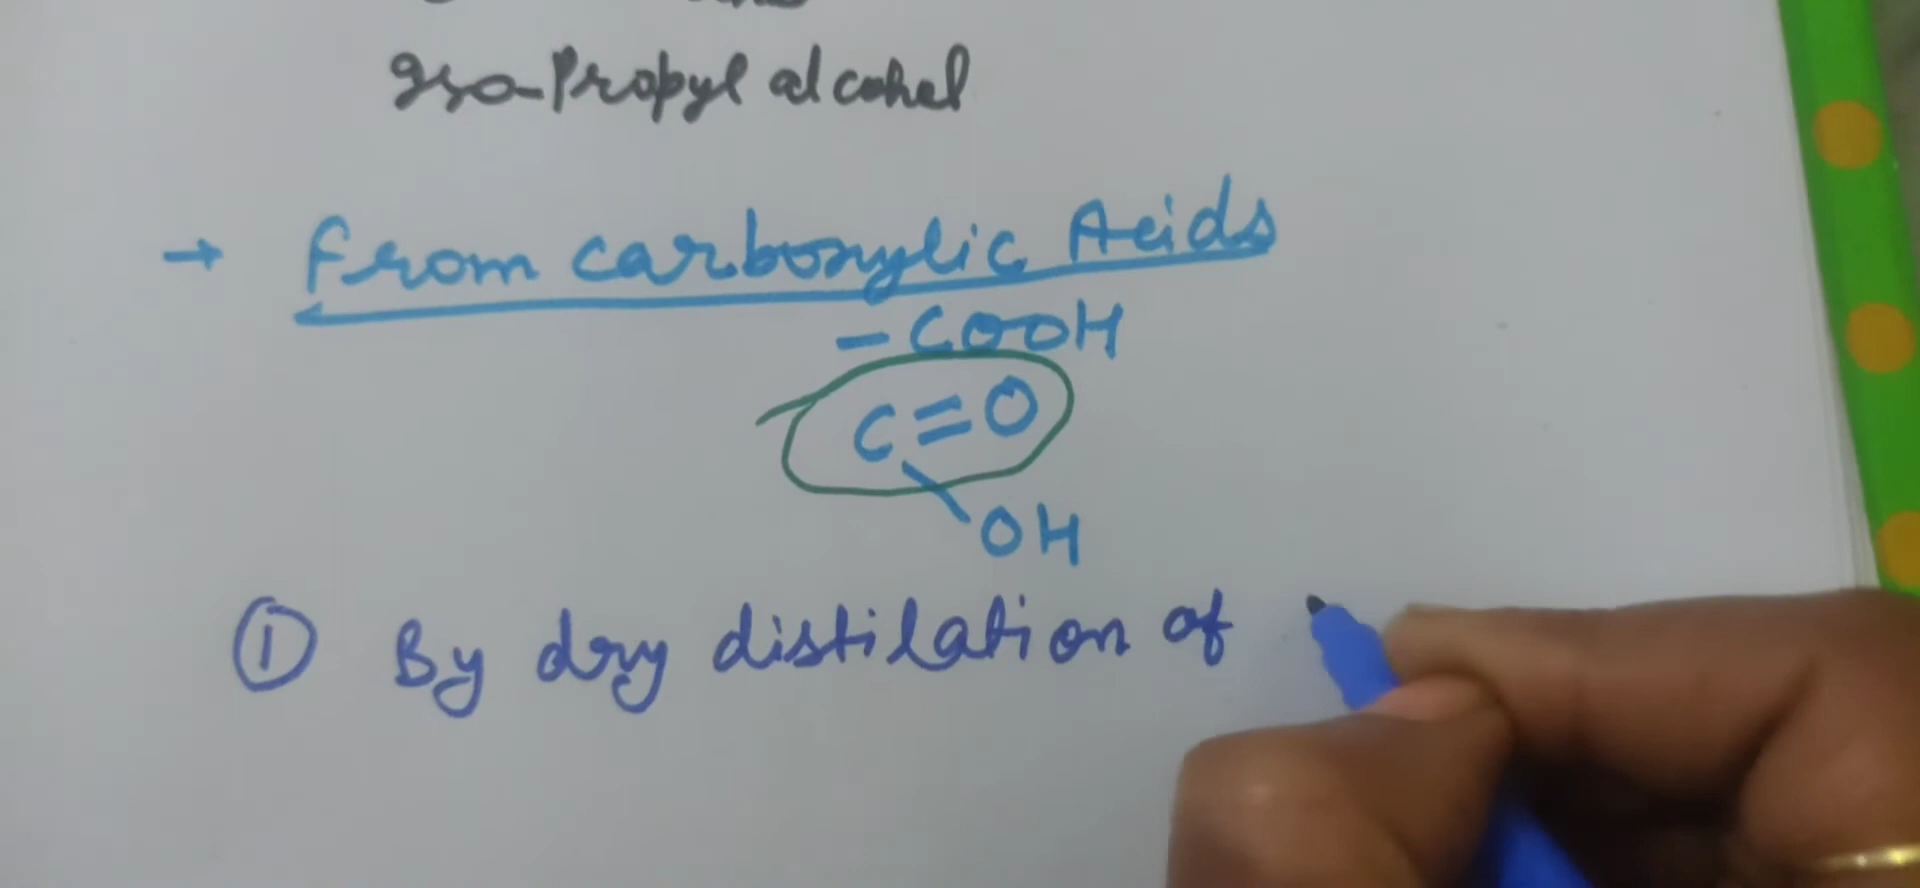 Iso-Propyl alcohol
→ From carboxylic Acids
- COOH
C=O
OH
① By dry distilation of